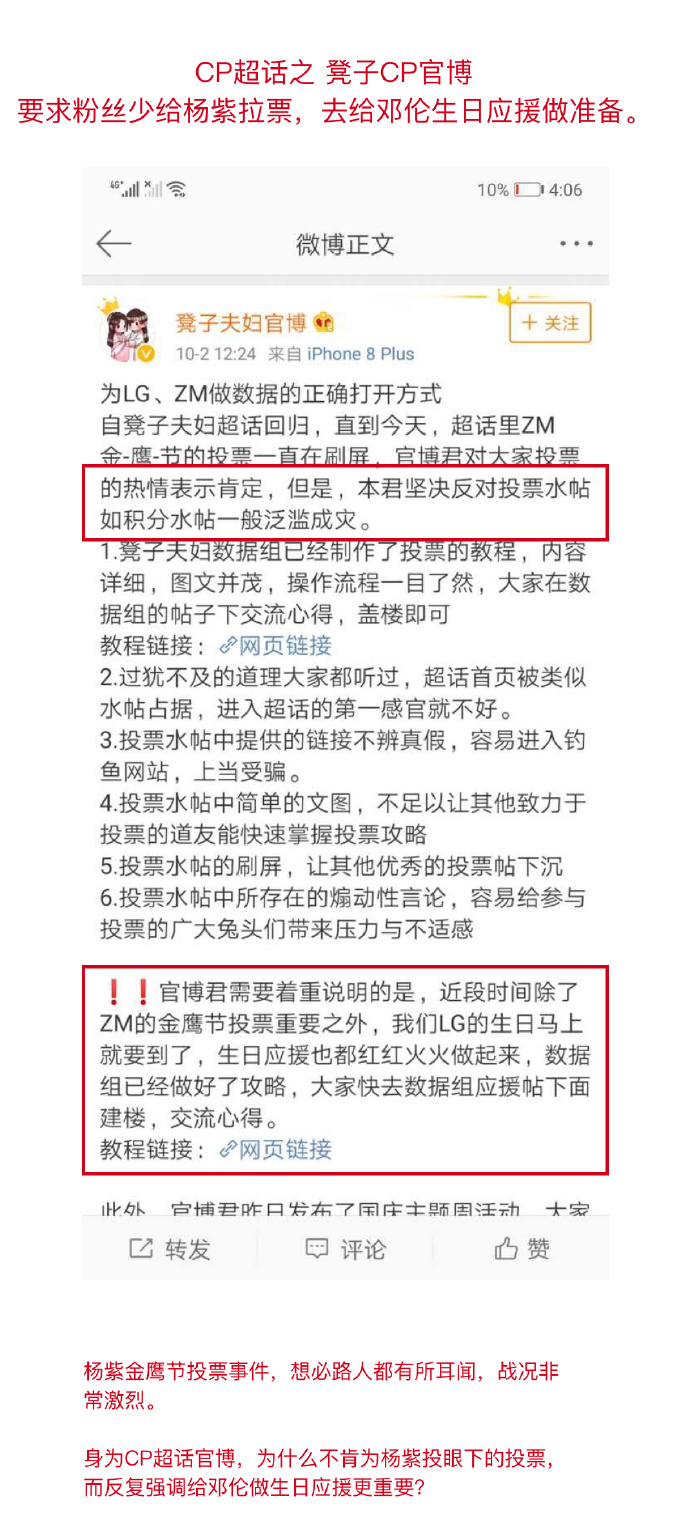 CP超话之 凳子CP官博
要求粉丝少给杨紫拉票，去给邓伦生日应援做准备。
4G+
10% 4:06
微博正文
凳子夫妇官博
+ 关注
10-2 12:24 来自 iPhone 8 Plus
为LG、ZM做数据的正确打开方式
自凳子夫妇超话回归，直到今天，超话里ZM
金-鹰-节的投票一直在刷屏，官博君对大家投票
的热情表示肯定，但是，本君坚决反对投票水帖
如积分水帖一般泛滥成灾。
1.凳子夫妇数据组已经制作了投票的教程，内容
详细，图文并茂，操作流程一目了然，大家在数
据组的帖子下交流心得，盖楼即可
教程链接：网页链接
2.过犹不及的道理大家都听过，超话首页被类似
水帖占据，进入超话的第一感官就不好。
3.投票水帖中提供的链接不辨真假，容易进入钓
鱼网站，上当受骗。
4.投票水帖中简单的文图，不足以让其他致力于
投票的道友能快速掌握投票攻略
5.投票水帖的刷屏，让其他优秀的投票帖下沉
6.投票水帖中所存在的煽动性言论，容易给参与
投票的广大兔头们带来压力与不适感
❗❗官博君需要着重说明的是，近段时间除了
ZM的金鹰节投票重要之外，我们LG的生日马上
就要到了，生日应援也都红红火火做起来，数据
组已经做好了攻略，大家快去数据组应援帖下面
建楼，交流心得。
教程链接：网页链接
此外，官博君昨日发布了国庆主题周活动，大家
转发
评论
赞
杨紫金鹰节投票事件，想必路人都有所耳闻，战况非
常激烈。
身为CP超话官博，为什么不肯为杨紫投眼下的投票，
而反复强调给邓伦做生日应援更重要？